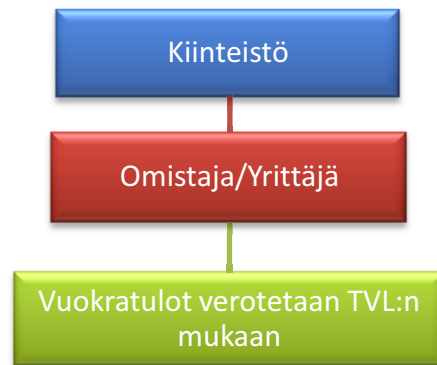 Kiinteistö
Omistaja/Yrittäjä
Vuokratulot verotetaan TVL:n
mukaan